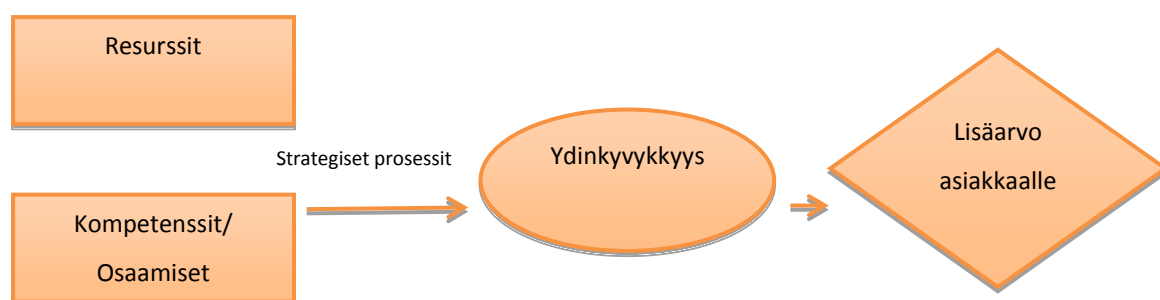 Resurssit
Kompetenssit/
Osaamiset
Strategiset prosessit
Ydinkyvykkyys
Lisäarvo
asiakkaalle